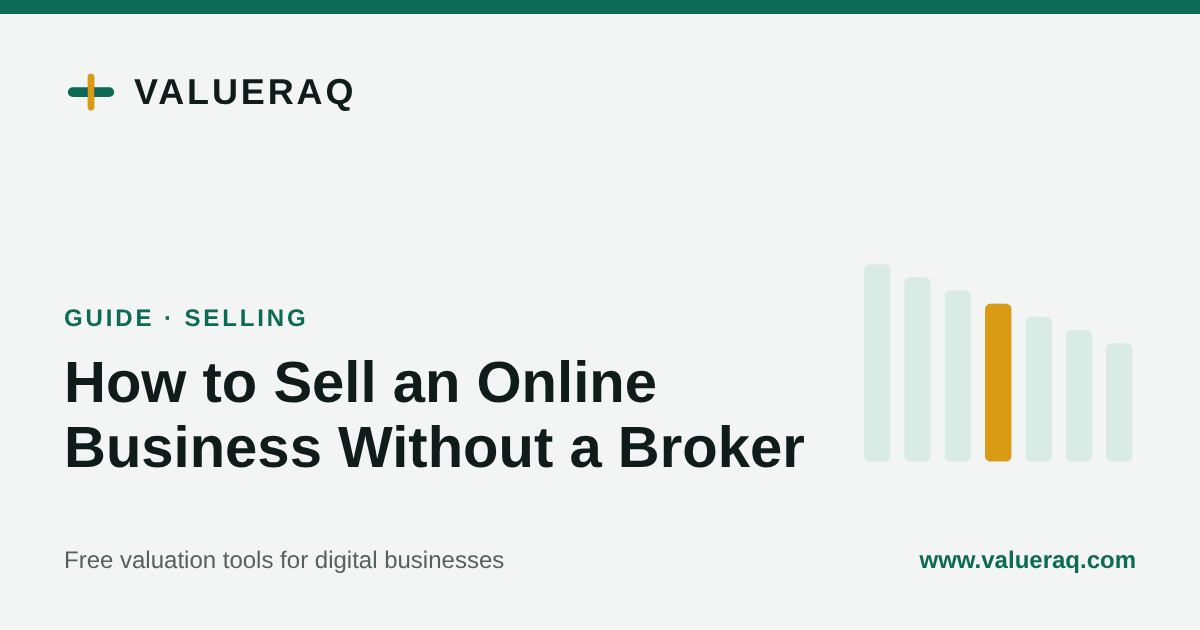 VALUERAQ
GUIDE · SELLING
How to Sell an Online
Business Without a Broker
Free valuation tools for digital businesses
www.valueraq.com